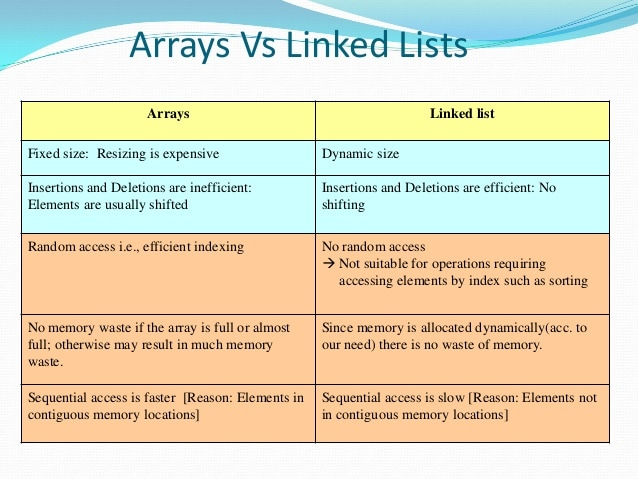 Arrays Vs Linked Lists
Arrays
Linked list
Fixed size: Resizing is expensive
Dynamic size
Insertions and Deletions are inefficient:
Elements are usually shifted
Insertions and Deletions are efficient: No
shifting
Random access i.e., efficient indexing
No random access
→ Not suitable for operations requiring
accessing elements by index such as sorting
No memory waste if the array is full or almost
full; otherwise may result in much memory
waste.
Since memory is allocated dynamically(acc. to
our need) there is no waste of memory.
Sequential access is faster [Reason: Elements in
contiguous memory locations]
Sequential access is slow [Reason: Elements not
in contiguous memory locations]